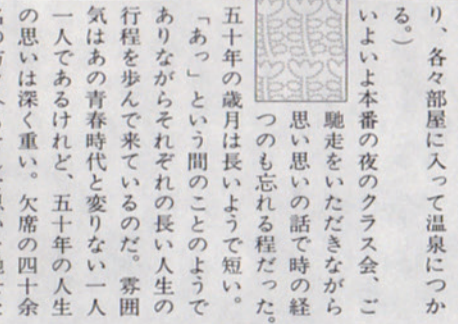 り、各々部屋に入って温泉につか
る。）
いよいよ本番の夜のクラス会、ご
馳走をいただきながら
思い思いの話で時の経
つのも忘れる程だった。
五十年の歳月は長いようで短い。
「あっ」という間のことのようで
ありながらそれぞれの長い人生の
行程を歩んで来ているのだ。雰囲
気はあの青春時代と変りない一人
一人であるけれど、五十年の人生
の思いは深く重い。欠席の四十余